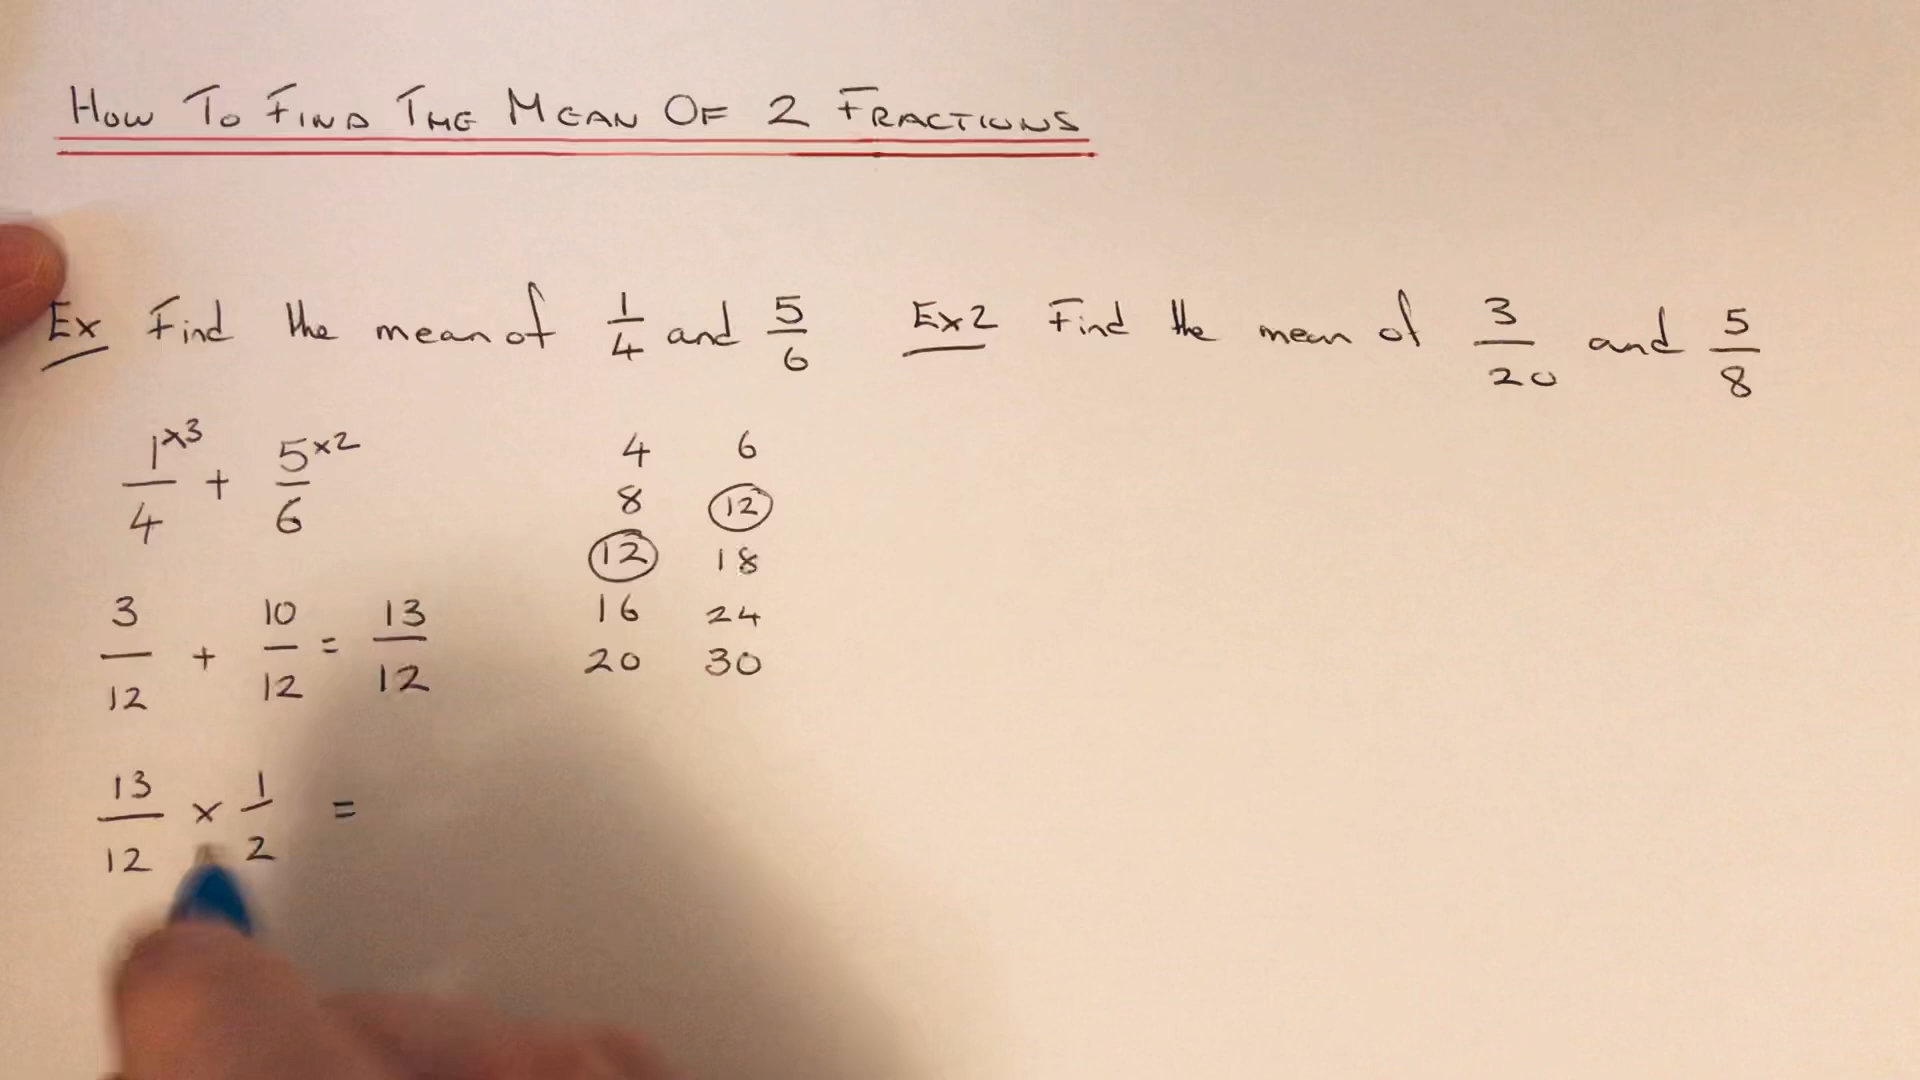 How To Find The Mean Of 2 Fractions
Ex Find the mean of 1/4 and 5/6
1×3/4 + 5×2/6
3/12 + 10/12 = 13/12
13/12 × 1/2 =
4 6
8 12
12 18
16 24
20 30
Ex2 Find the mean of 3/20 and 5/8